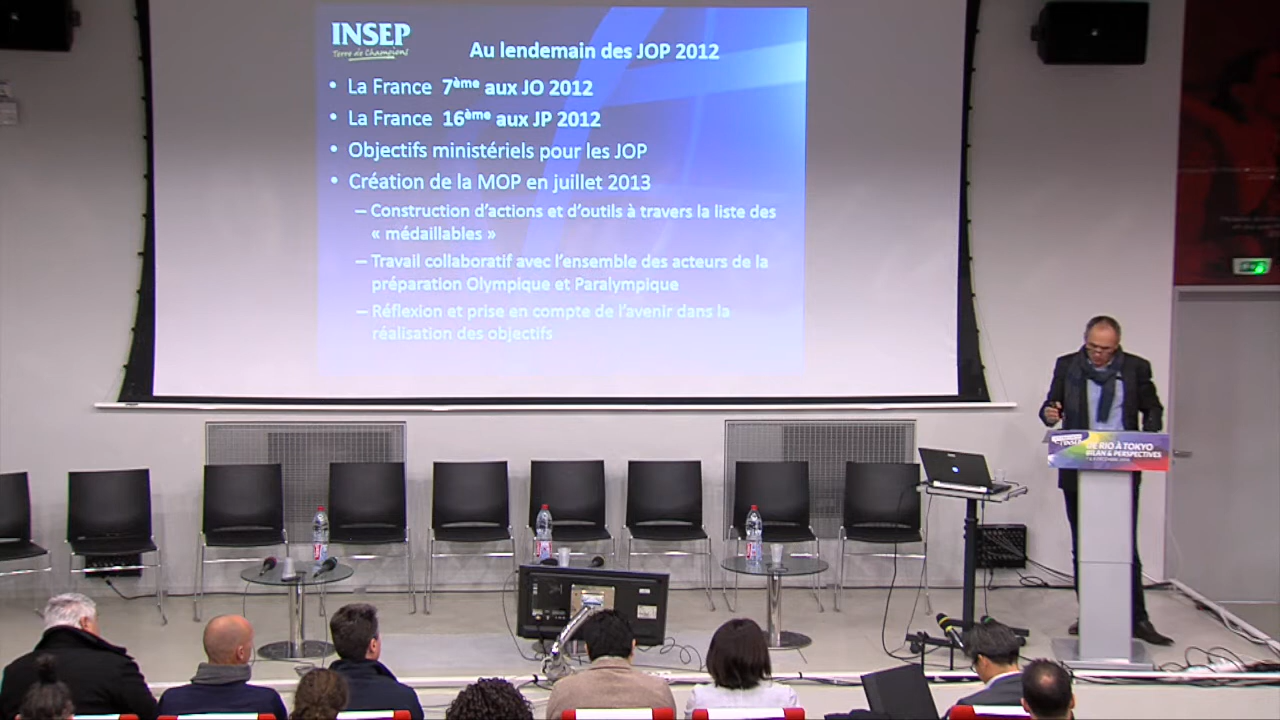 INSEP
Terre de Champions
Au lendemain des JOP 2012
• La France 7ème aux JO 2012
• La France 16ème aux JP 2012
• Objectifs ministériels pour les JOP
• Création de la MOP en juillet 2013
– Construction d'actions et d'outils à travers la liste des
« médaillables »
– Travail collaboratif avec l'ensemble des acteurs de la
préparation Olympique et Paralympique
– Réflexion et prise en compte de l'avenir dans la
réalisation des objectifs
DE RIO À TOKYO
BILAN & PERSPECTIVES